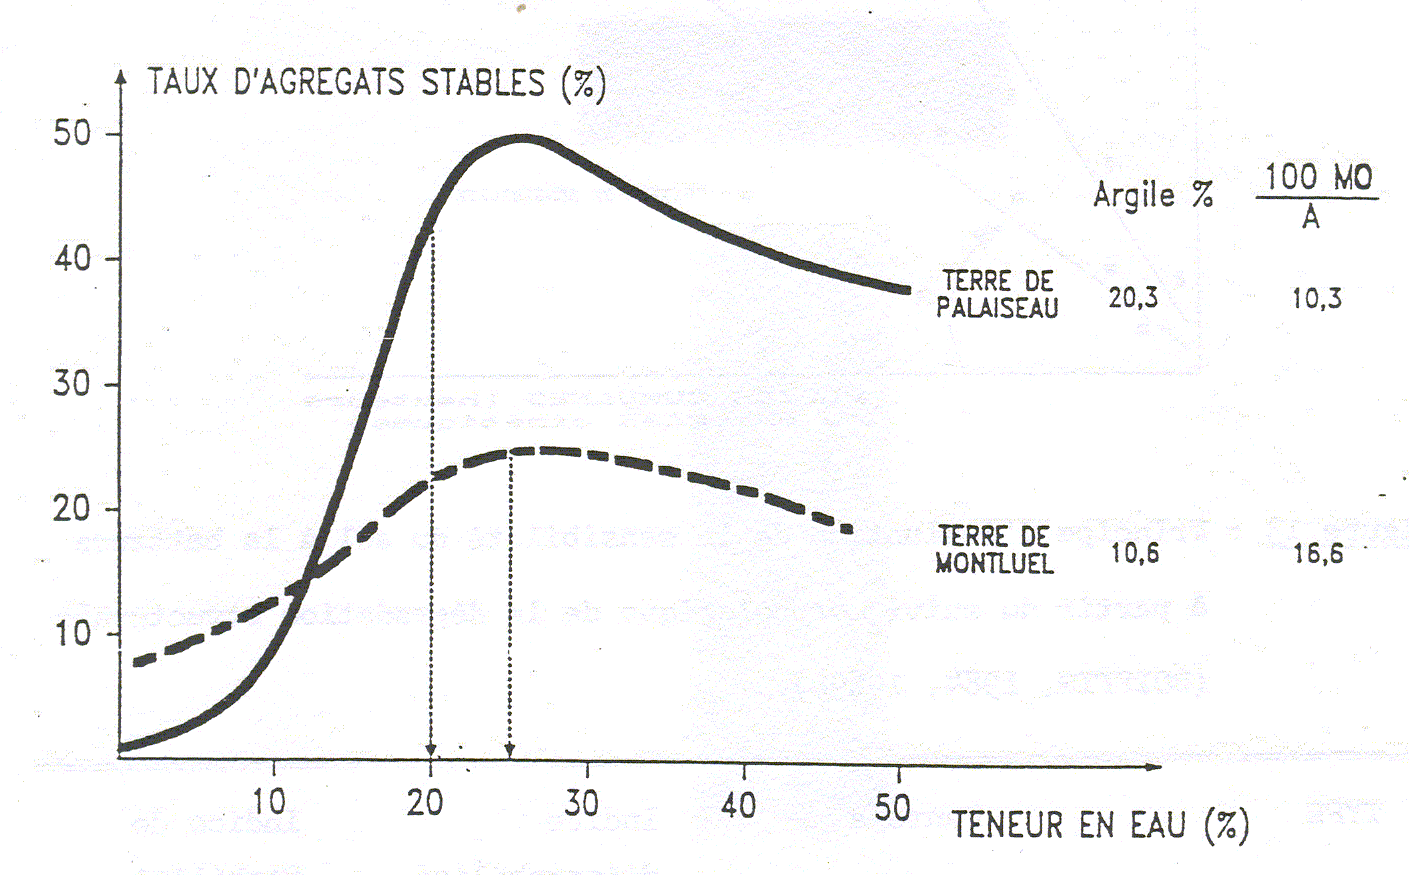 TAUX D'AGREGATS STABLES (%)
50
40
30
20
10
Argile %
100 MO
A
TERRE DE
PALAISEAU
20,3
10,3
TERRE DE
MONTLUEL
10,6
16,6
10
20
30
40
50
TENEUR EN EAU (%)